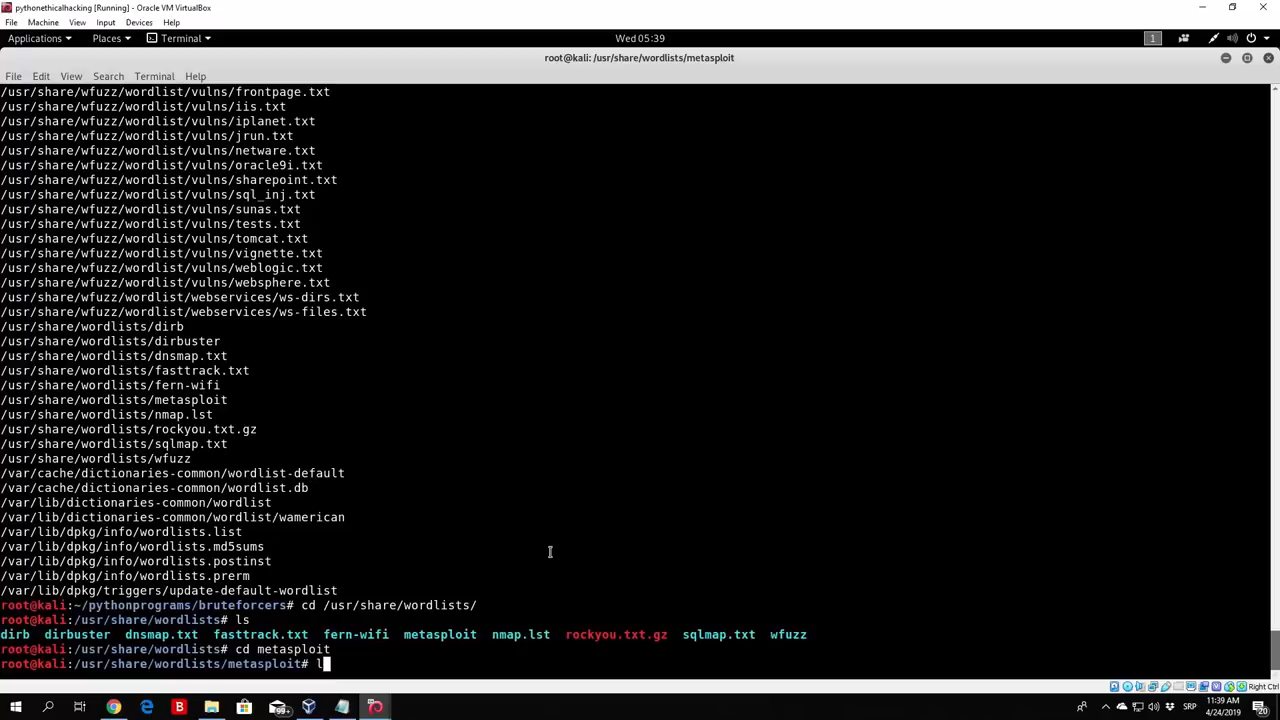 pythonethicalhacking [Running] - Oracle VM VirtualBox
File Machine View Input Devices Help
Applications Places Terminal Wed 05:39 1
root@kali: /usr/share/wordlists/metasploit
File Edit View Search Terminal Help
/usr/share/wfuzz/wordlist/vulns/frontpage.txt
/usr/share/wfuzz/wordlist/vulns/iis.txt
/usr/share/wfuzz/wordlist/vulns/iplanet.txt
/usr/share/wfuzz/wordlist/vulns/jrun.txt
/usr/share/wfuzz/wordlist/vulns/netware.txt
/usr/share/wfuzz/wordlist/vulns/oracle9i.txt
/usr/share/wfuzz/wordlist/vulns/sharepoint.txt
/usr/share/wfuzz/wordlist/vulns/sql_inj.txt
/usr/share/wfuzz/wordlist/vulns/sunas.txt
/usr/share/wfuzz/wordlist/vulns/tests.txt
/usr/share/wfuzz/wordlist/vulns/tomcat.txt
/usr/share/wfuzz/wordlist/vulns/vignette.txt
/usr/share/wfuzz/wordlist/vulns/weblogic.txt
/usr/share/wfuzz/wordlist/vulns/websphere.txt
/usr/share/wfuzz/wordlist/webservices/ws-dirs.txt
/usr/share/wfuzz/wordlist/webservices/ws-files.txt
/usr/share/wordlists/dirb
/usr/share/wordlists/dirbuster
/usr/share/wordlists/dnsmap.txt
/usr/share/wordlists/fasttrack.txt
/usr/share/wordlists/fern-wifi
/usr/share/wordlists/metasploit
/usr/share/wordlists/nmap.lst
/usr/share/wordlists/rockyou.txt.gz
/usr/share/wordlists/sqlmap.txt
/usr/share/wordlists/wfuzz
/var/cache/dictionaries-common/wordlist-default
/var/cache/dictionaries-common/wordlist.db
/var/lib/dictionaries-common/wordlist
/var/lib/dictionaries-common/wordlist/wamerican
/var/lib/dpkg/info/wordlists.list
/var/lib/dpkg/info/wordlists.md5sums
/var/lib/dpkg/info/wordlists.postinst
/var/lib/dpkg/info/wordlists.prerm
/var/lib/dpkg/triggers/update-default-wordlist
root@kali:~/pythonprograms/bruteforcers# cd /usr/share/wordlists/
root@kali:/usr/share/wordlists# ls
dirb dirbuster dnsmap.txt fasttrack.txt fern-wifi metasploit nmap.lst rockyou.txt.gz sqlmap.txt wfuzz
root@kali:/usr/share/wordlists# cd metasploit
root@kali:/usr/share/wordlists/metasploit# l
Right Ctrl
99+ SRP 11:39 AM
4/24/2019 20